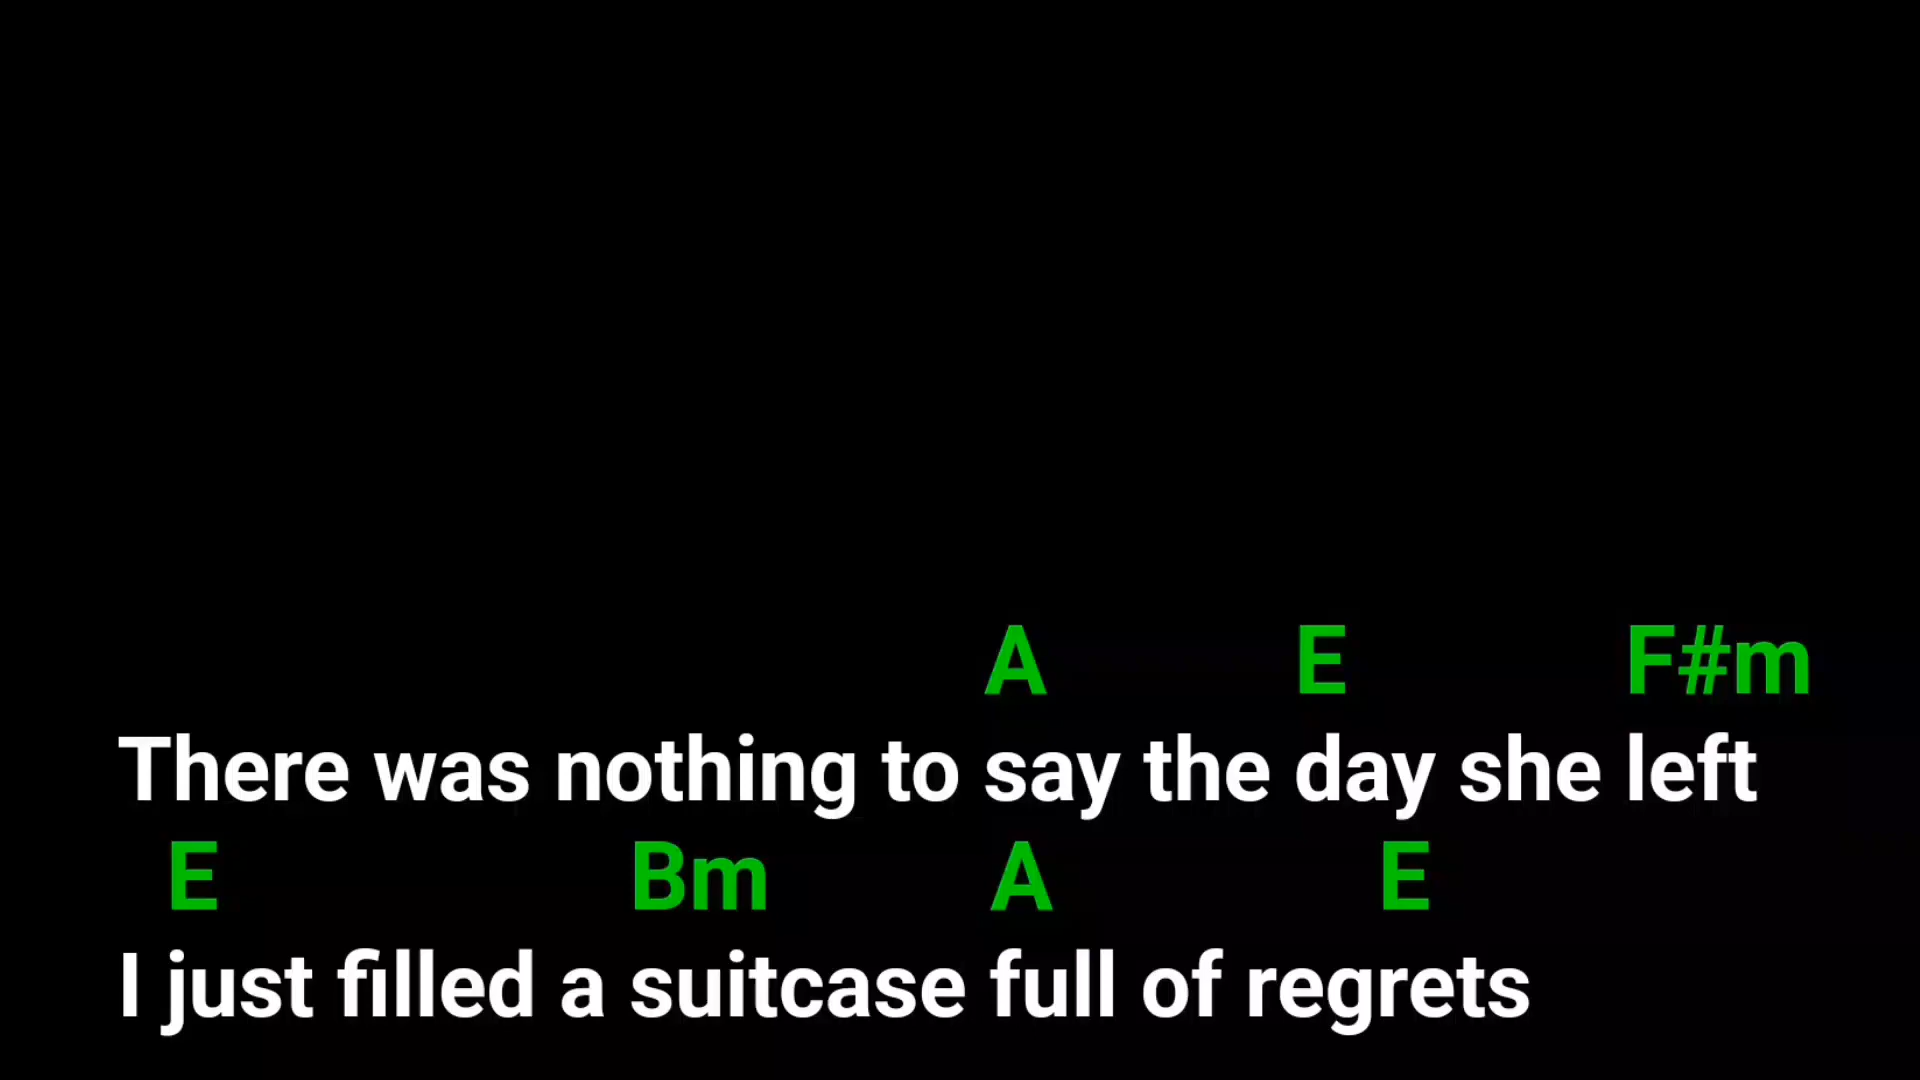 A E F#m
There was nothing to say the day she left
E Bm A E
I just filled a suitcase full of regrets